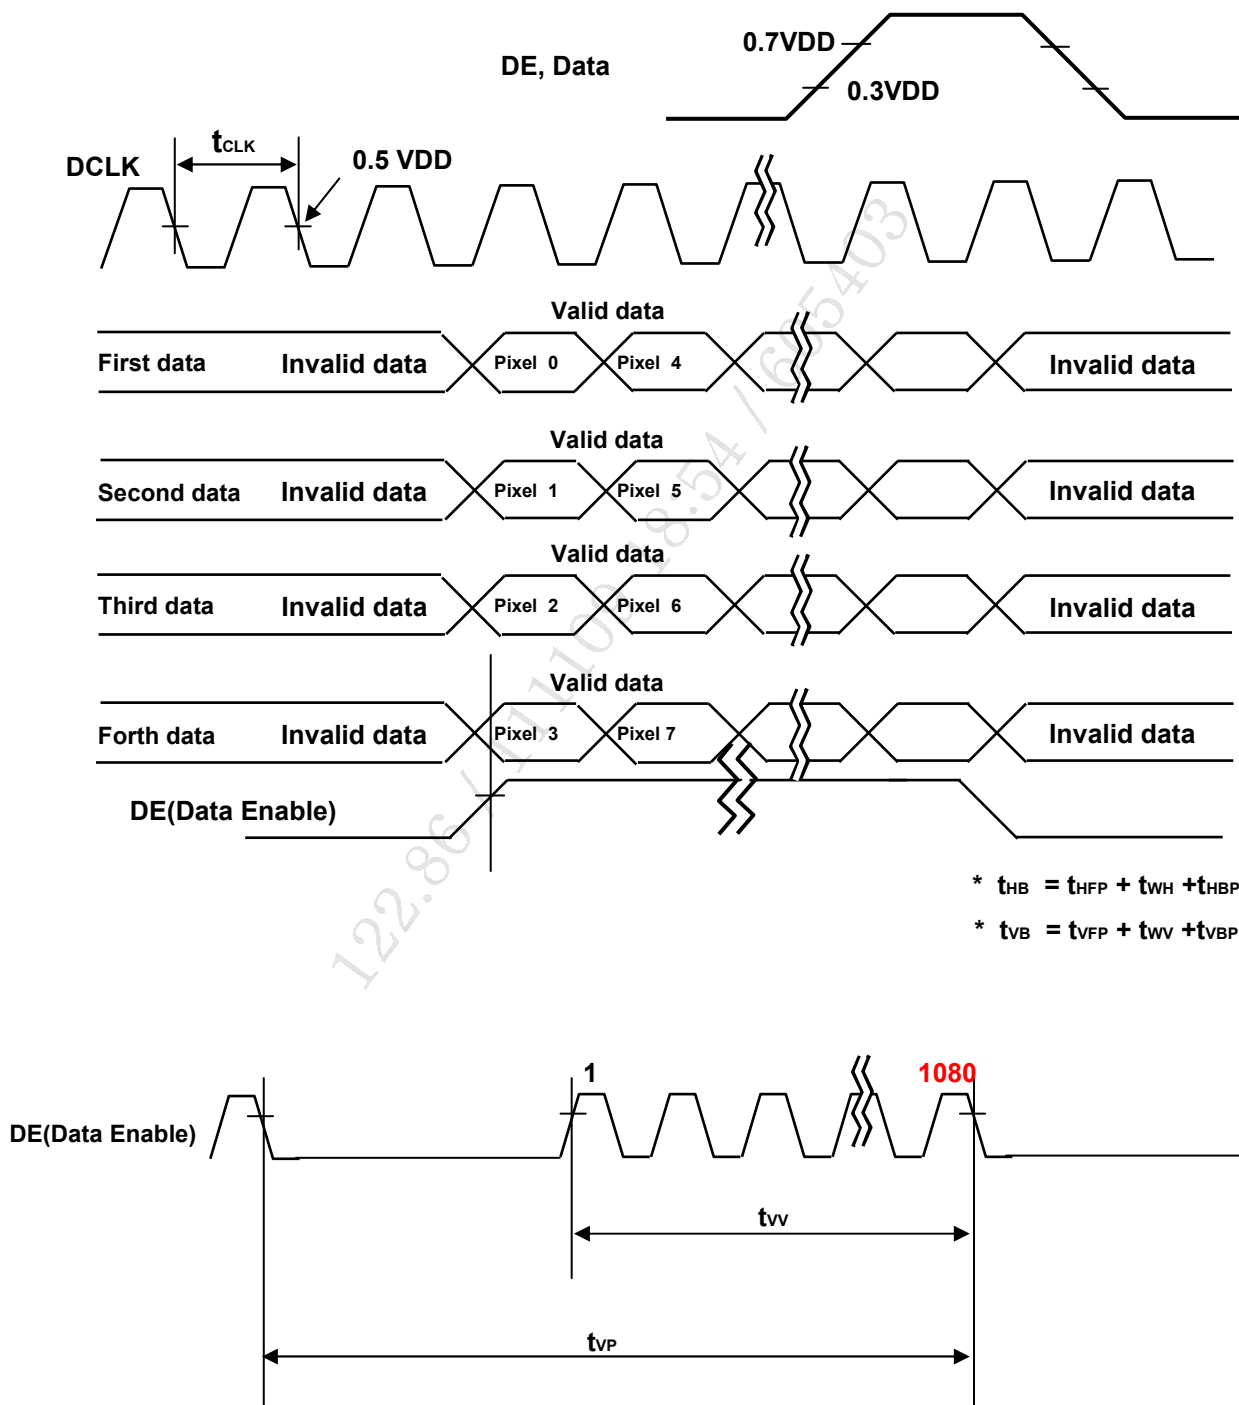 0.7VDD
DE, Data
0.3VDD
tCLK
DCLK
0.5 VDD
Valid data
First data Invalid data Pixel 0 Pixel 4 Invalid data
Valid data
Second data Invalid data Pixel 1 Pixel 5 Invalid data
Valid data
Third data Invalid data Pixel 2 Pixel 6 Invalid data
Valid data
Forth data Invalid data Pixel 3 Pixel 7 Invalid data
DE(Data Enable)
* tHB = tHFP + tWH +tHBP
* tVB = tVFP + tWV +tVBP
1 1080
DE(Data Enable)
tVV
tVP